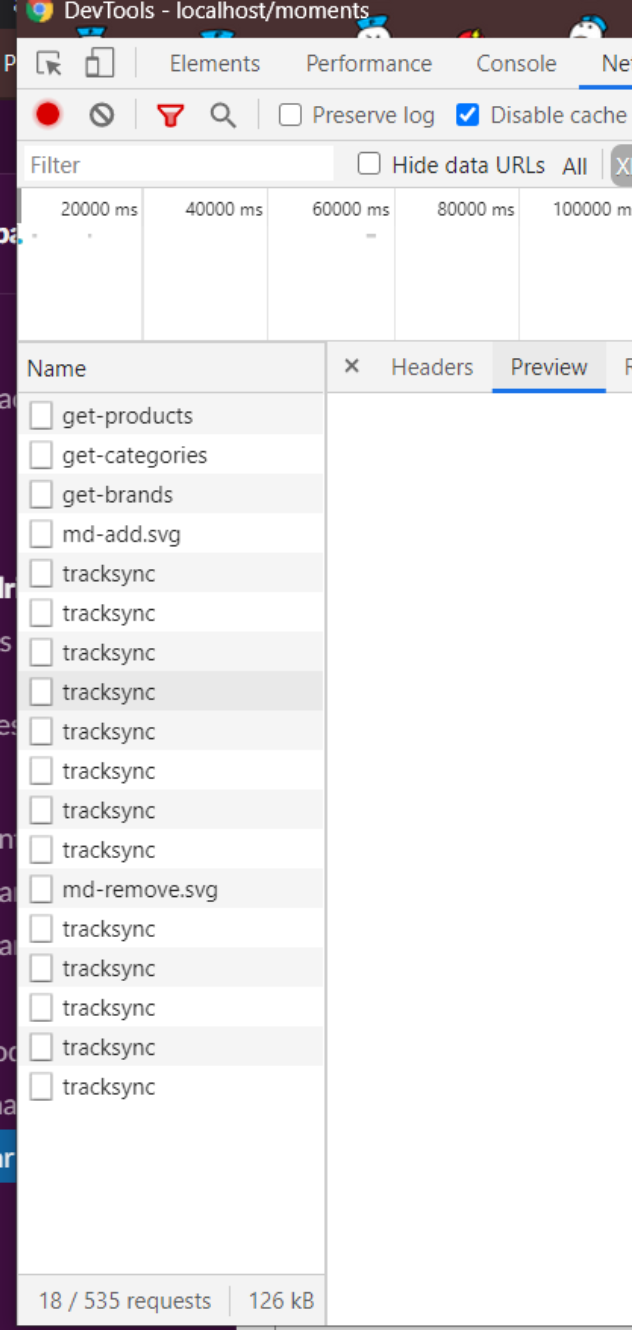 DevTools - localhost/moments
Elements Performance Console Ne
Preserve log Disable cache
Filter Hide data URLs All
20000 ms 40000 ms 60000 ms 80000 ms 100000 m
Name Headers Preview
get-products
get-categories
get-brands
md-add.svg
tracksync
tracksync
tracksync
tracksync
tracksync
tracksync
tracksync
tracksync
md-remove.svg
tracksync
tracksync
tracksync
tracksync
tracksync
18 / 535 requests 126 kB